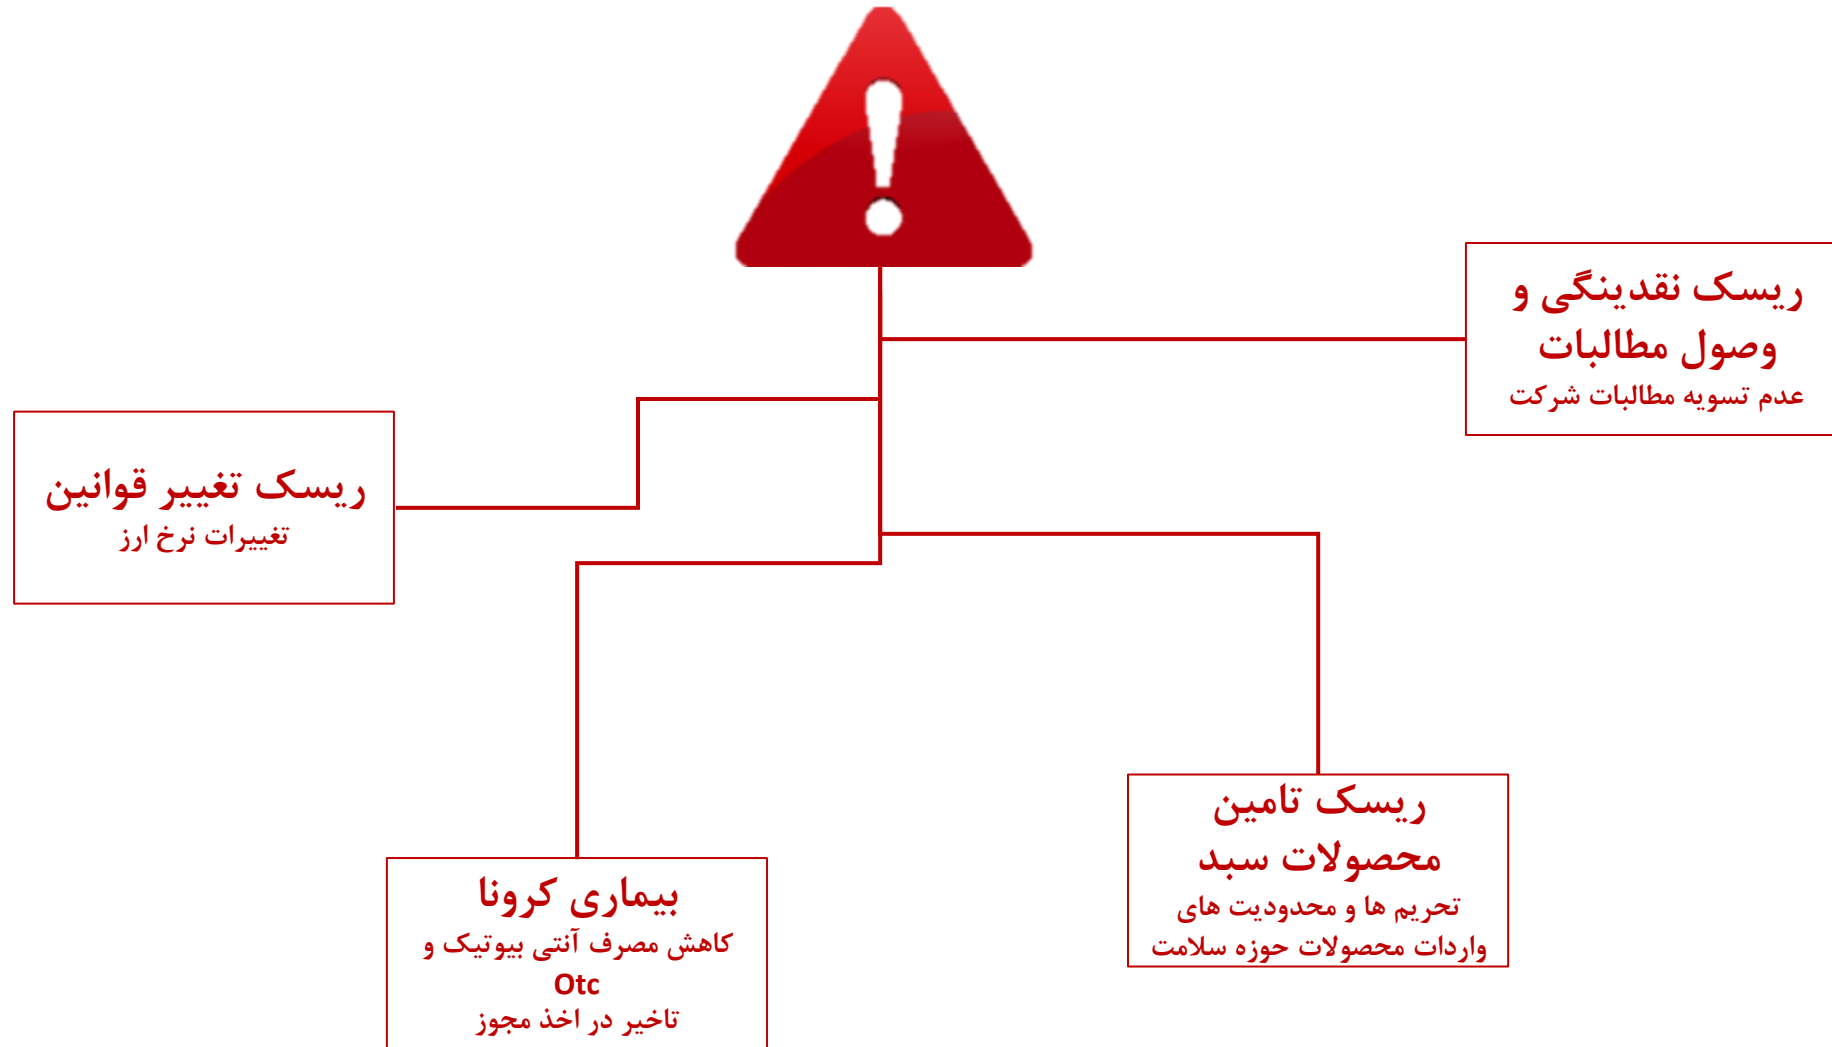 ریسک نقدینگی و
وصول مطالبات
عدم تسویه مطالبات شرکت
ریسک تغییر قوانین
تغییرات نرخ ارز
ریسک تامین
محصولات سبد
تحریم ها و محدودیت های
واردات محصولات حوزه سلامت
بیماری کرونا
کاهش مصرف آنتی بیوتیک و
Otc
تاخیر در اخذ مجوز